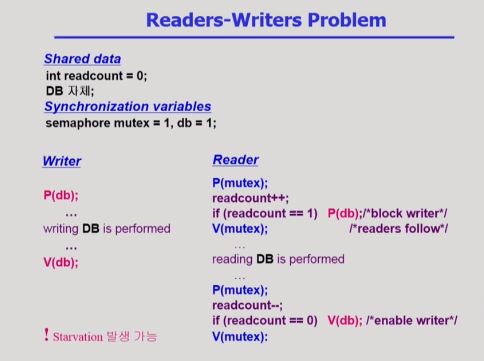 Readers-Writers Problem
Shared data
int readcount = 0;
DB 자체;
Synchronization variables
semaphore mutex = 1, db = 1;
Writer
P(db);
...
writing DB is performed
...
V(db);
! Starvation 발생 가능
Reader
P(mutex);
readcount++;
if (readcount == 1) P(db);/*block writer*/
V(mutex); /*readers follow*/
...
reading DB is performed
...
P(mutex);
readcount--;
if (readcount == 0) V(db); /*enable writer*/
V(mutex):